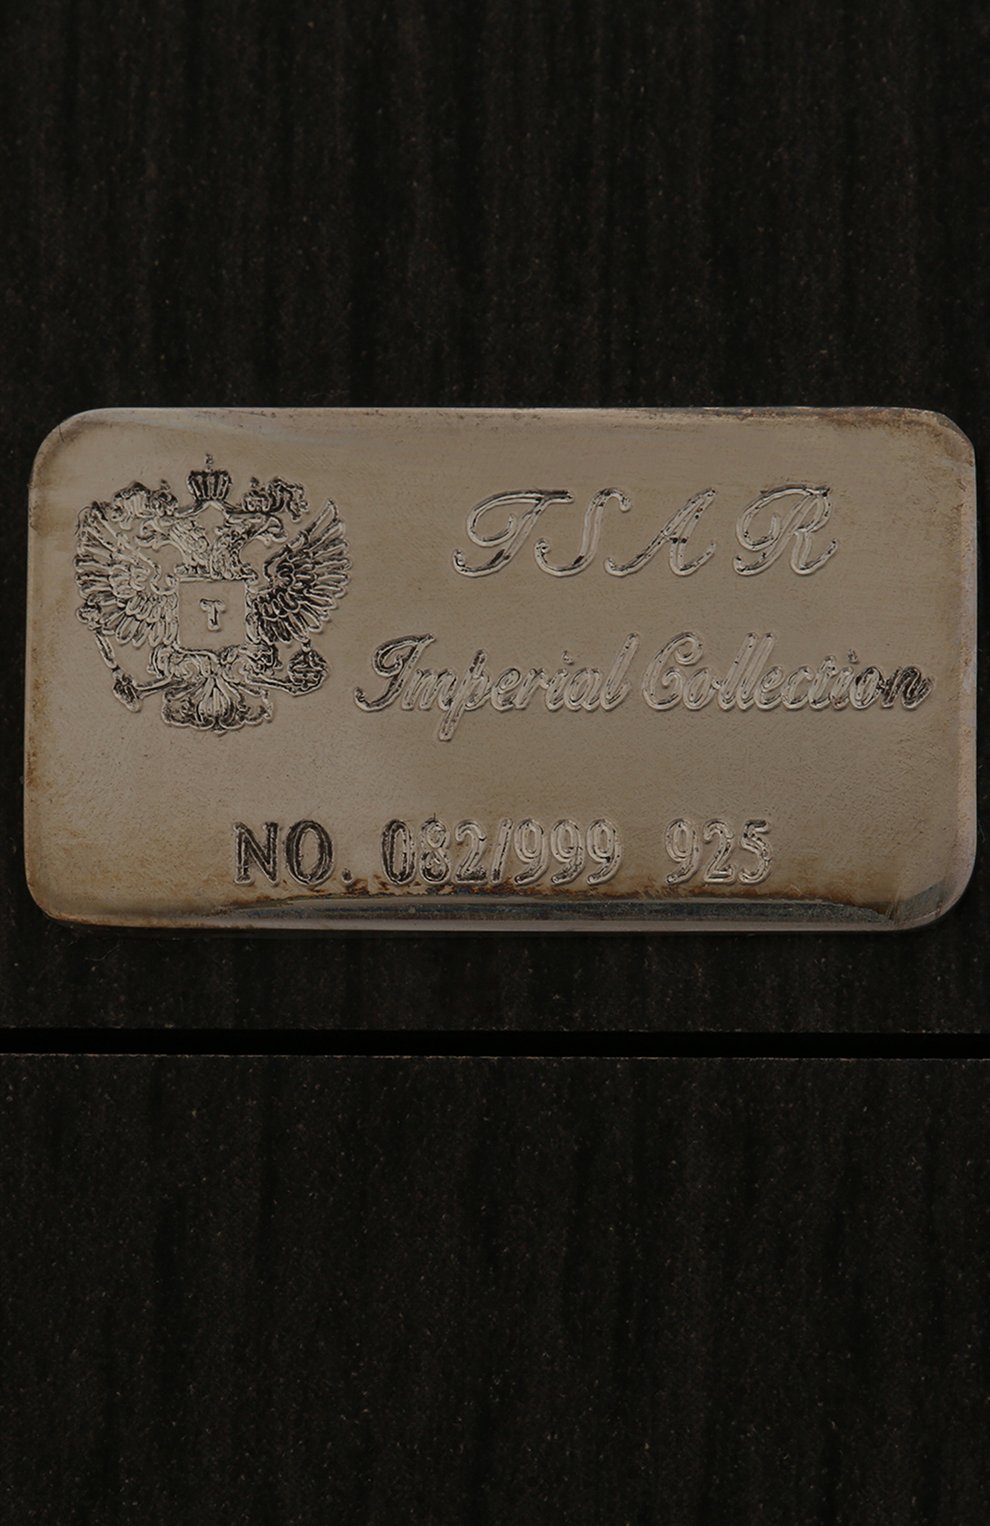 T
TSAR
Imperial Collection
NO. 082/999 925